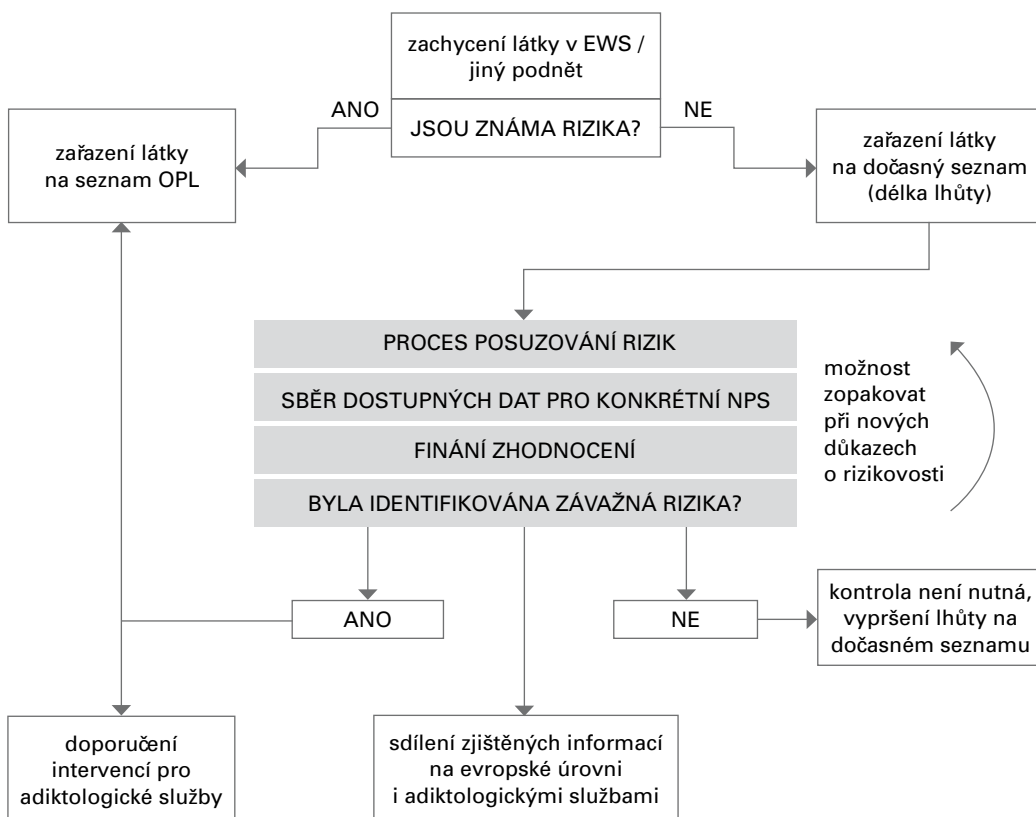 zachycení látky v EWS /
jiný podnět
ANO
JSOU ZNÁMA RIZIKA?
NE
zařazení látky
na seznam OPL
zařazení látky
na dočasný seznam
(délka lhůty)
PROCES POSUZOVÁNÍ RIZIK
SBĚR DOSTUPNÝCH DAT PRO KONKRÉTNÍ NPS
FINÁNÍ ZHODNOCENÍ
BYLA IDENTIFIKOVÁNA ZÁVAŽNÁ RIZIKA?
možnost
zopakovat
při nových
důkazech
o rizikovosti
ANO
NE
kontrola není nutná,
vypršení lhůty na
dočasném seznamu
doporučení
intervencí pro
adiktologické služby
sdílení zjištěných informací
na evropské úrovni
i adiktologickými službami